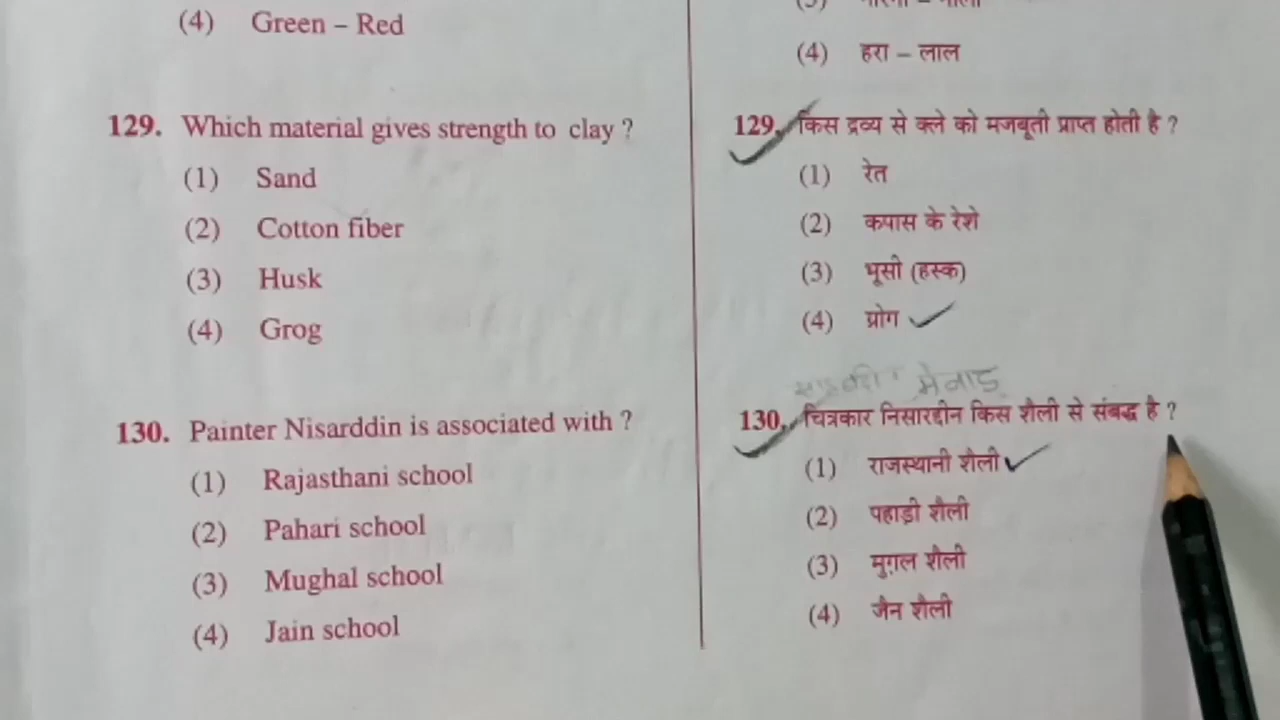 (4) Green – Red
129. Which material gives strength to clay ?
(1) Sand
(2) Cotton fiber
(3) Husk
(4) Grog
130. Painter Nisarddin is associated with ?
(1) Rajasthani school
(2) Pahari school
(3) Mughal school
(4) Jain school
(4) हरा – लाल
129. किस द्रव्य से क्ले को मजबूती प्राप्त होती है ?
(1) रेत
(2) कपास के रेशे
(3) भूसी (हस्क)
(4) ग्रोग
मेवाड
130. चित्रकार निसारद्दीन किस शैली से संबद्ध है ?
(1) राजस्थानी शैली
(2) पहाड़ी शैली
(3) मुग़ल शैली
(4) जैन शैली